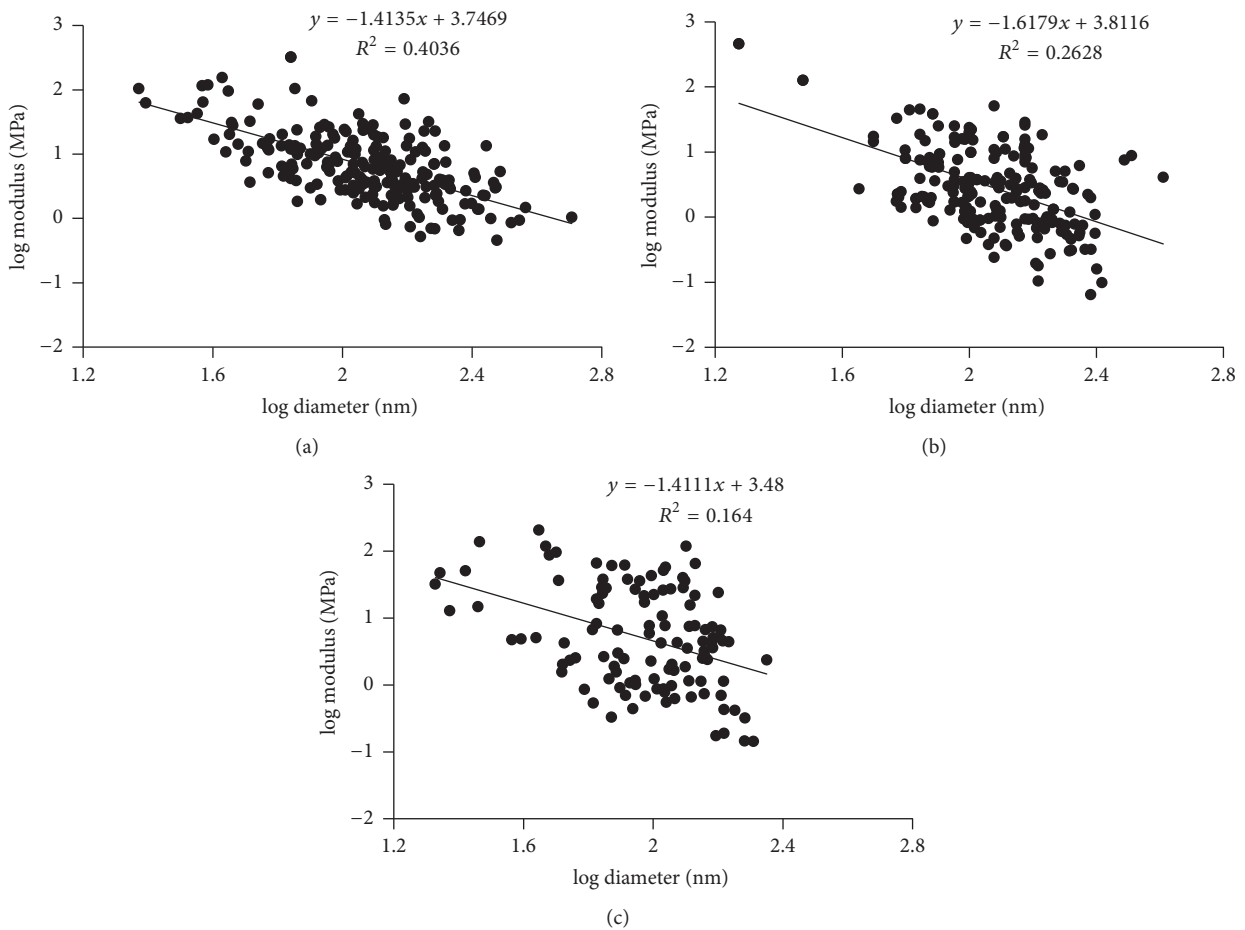 y = −1.4135x + 3.7469
R² = 0.4036
3
2
1
0
−1
−2
log modulus (MPa)
1.2 1.6 2 2.4 2.8
log diameter (nm)
(a)
y = −1.6179x + 3.8116
R² = 0.2628
3
2
1
0
−1
−2
log modulus (MPa)
1.2 1.6 2 2.4 2.8
log diameter (nm)
(b)
y = −1.4111x + 3.48
R² = 0.164
3
2
1
0
−1
−2
log modulus (MPa)
1.2 1.6 2 2.4 2.8
log diameter (nm)
(c)